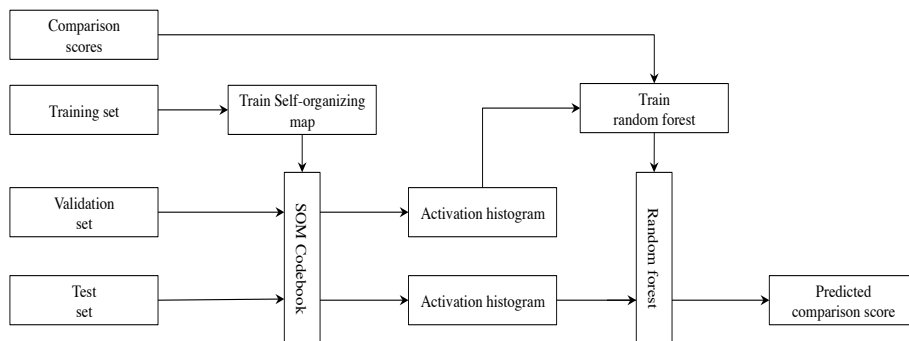 Comparison
scores
Training set
Train Self-organizing
map
Train
random forest
Validation
set
SOM Codebook
Activation histogram
Random forest
Test
set
Activation histogram
Predicted
comparison score